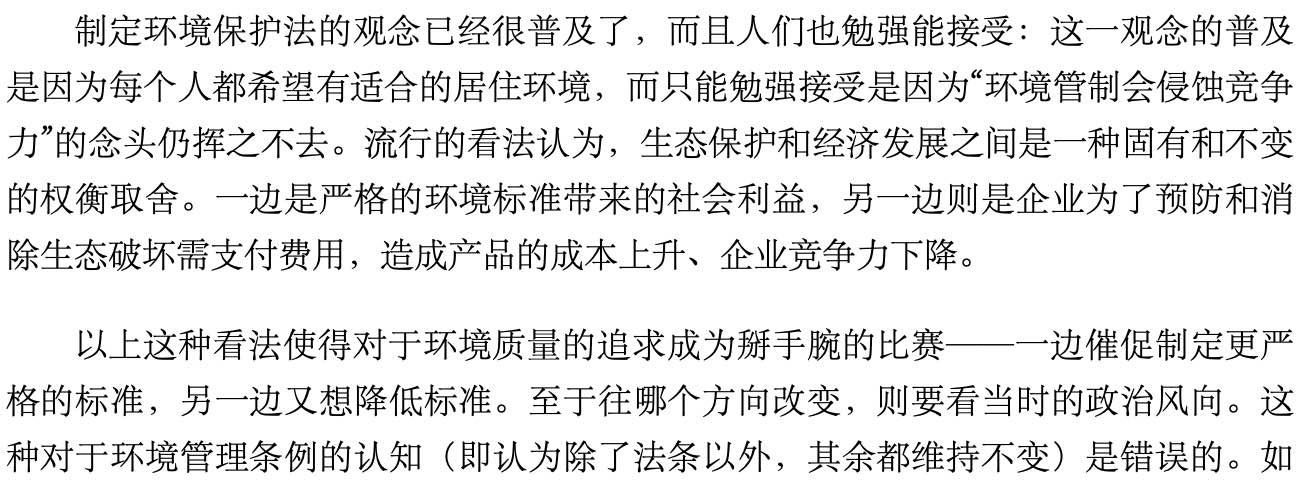 制定环境保护法的观念已经很普及了，而且人们也勉强能接受：这一观念的普及
是因为每个人都希望有适合的居住环境，而只能勉强接受是因为“环境管制会侵蚀竞争
力”的念头仍挥之不去。流行的看法认为，生态保护和经济发展之间是一种固有和不变
的权衡取舍。一边是严格的环境标准带来的社会利益，另一边则是企业为了预防和消
除生态破坏需支付费用，造成产品的成本上升、企业竞争力下降。
以上这种看法使得对于环境质量的追求成为掰手腕的比赛——一边催促制定更严
格的标准，另一边又想降低标准。至于往哪个方向改变，则要看当时的政治风向。这
种对于环境管理条例的认知（即认为除了法条以外，其余都维持不变）是错误的。如